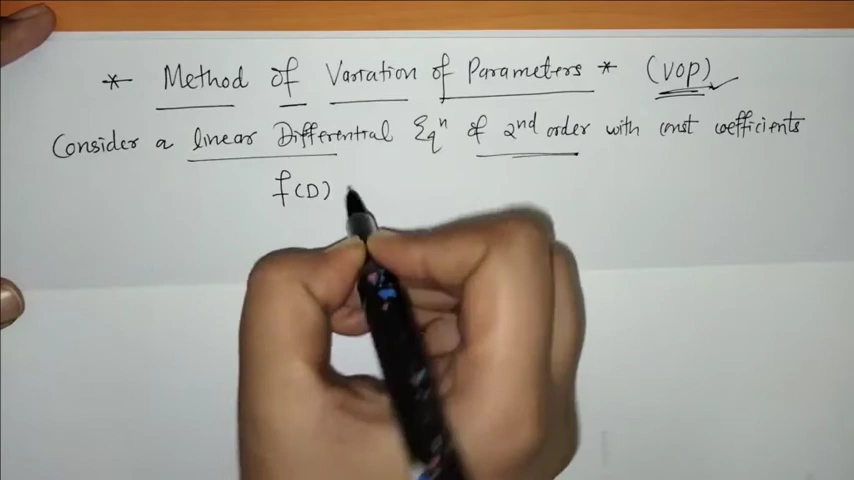 * Method of Variation of Parameters * (VOP)
Consider a linear Differential Eqⁿ of 2nd order with const coefficients
f(D)